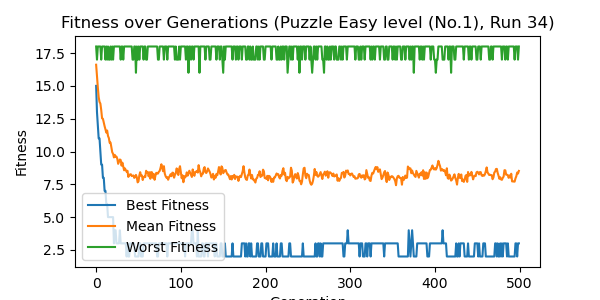 Fitness over Generations (Puzzle Easy level (No.1), Run 34)
17.5
15.0
12.5
10.0
7.5
5.0
2.5
Fitness
Best Fitness
Mean Fitness
Worst Fitness
0 100 200 300 400 500
Generation